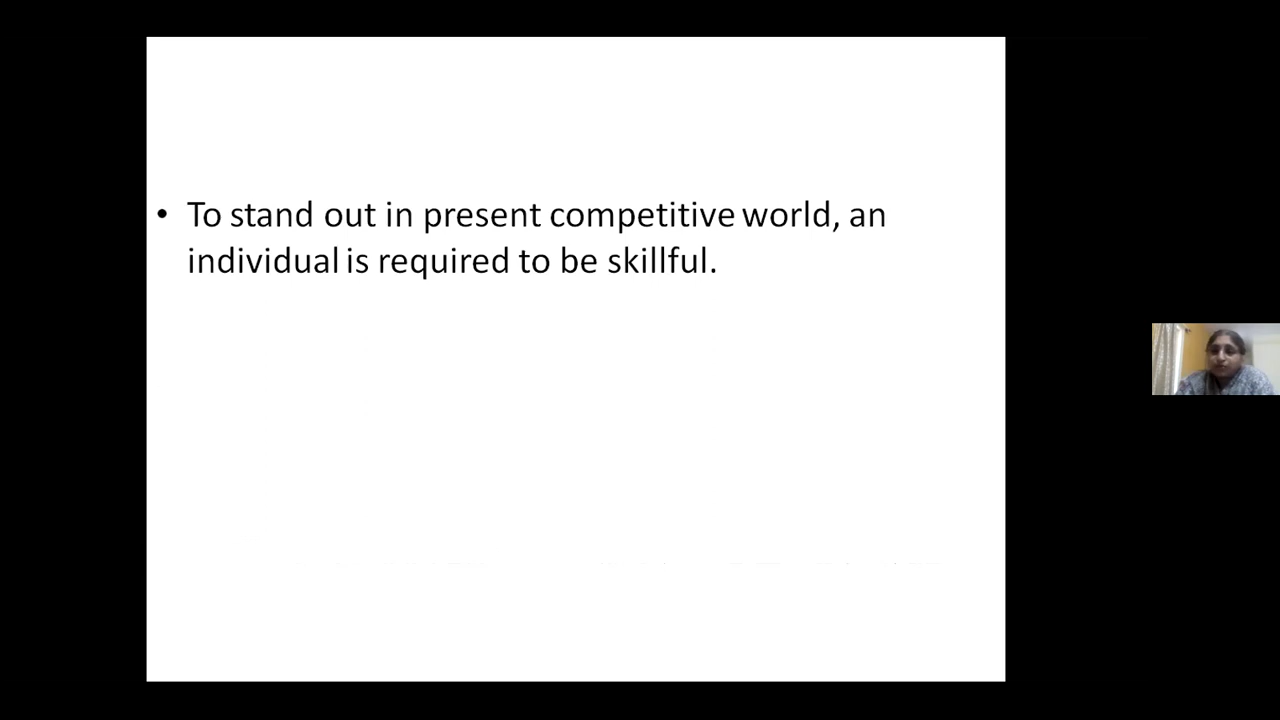 • To stand out in present competitive world, an
individual is required to be skillful.